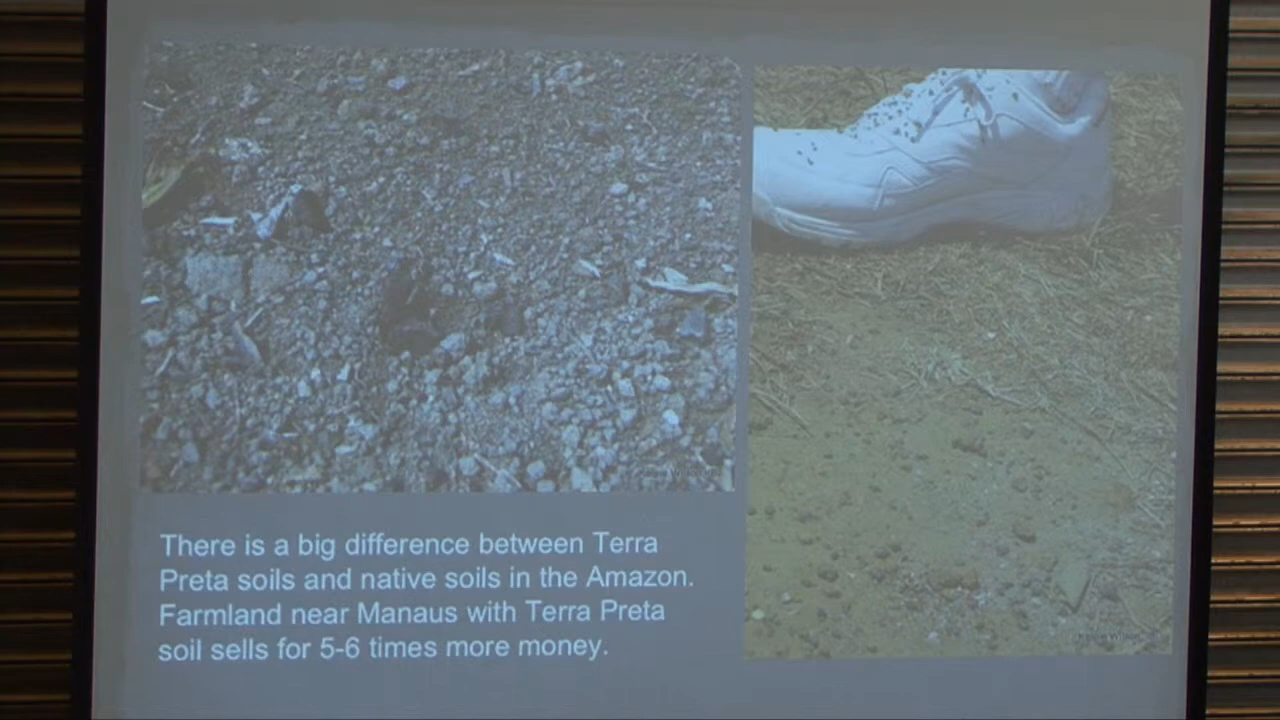 There is a big difference between Terra
Preta soils and native soils in the Amazon.
Farmland near Manaus with Terra Preta
soil sells for 5-6 times more money.